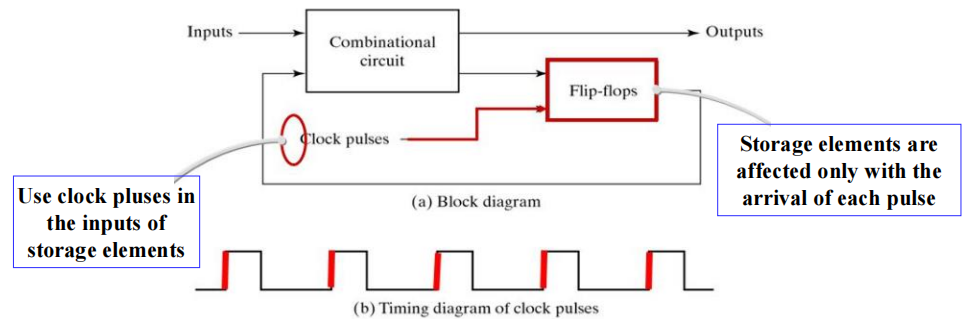 Inputs
Outputs
Combinational
circuit
Flip-flops
Clock pulses
Storage elements are
affected only with the
arrival of each pulse
Use clock pluses in
the inputs of
storage elements
(a) Block diagram
(b) Timing diagram of clock pulses